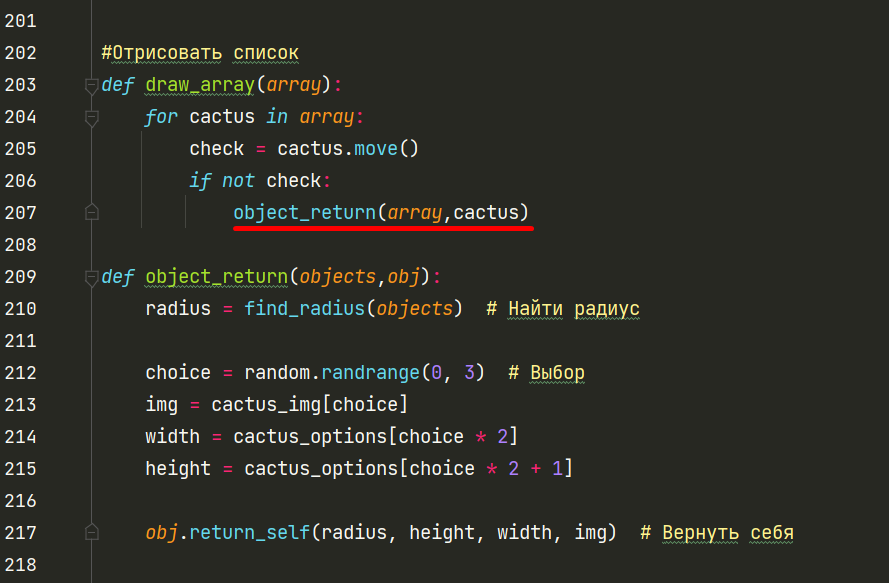 201
202 #Отрисовать список
203 def draw_array(array):
204     for cactus in array:
205         check = cactus.move()
206         if not check:
207             object_return(array,cactus)
208
209 def object_return(objects,obj):
210     radius = find_radius(objects)  # Найти радиус
211
212     choice = random.randrange(0, 3)  # Выбор
213     img = cactus_img[choice]
214     width = cactus_options[choice * 2]
215     height = cactus_options[choice * 2 + 1]
216
217     obj.return_self(radius, height, width, img)  # Вернуть себя
218